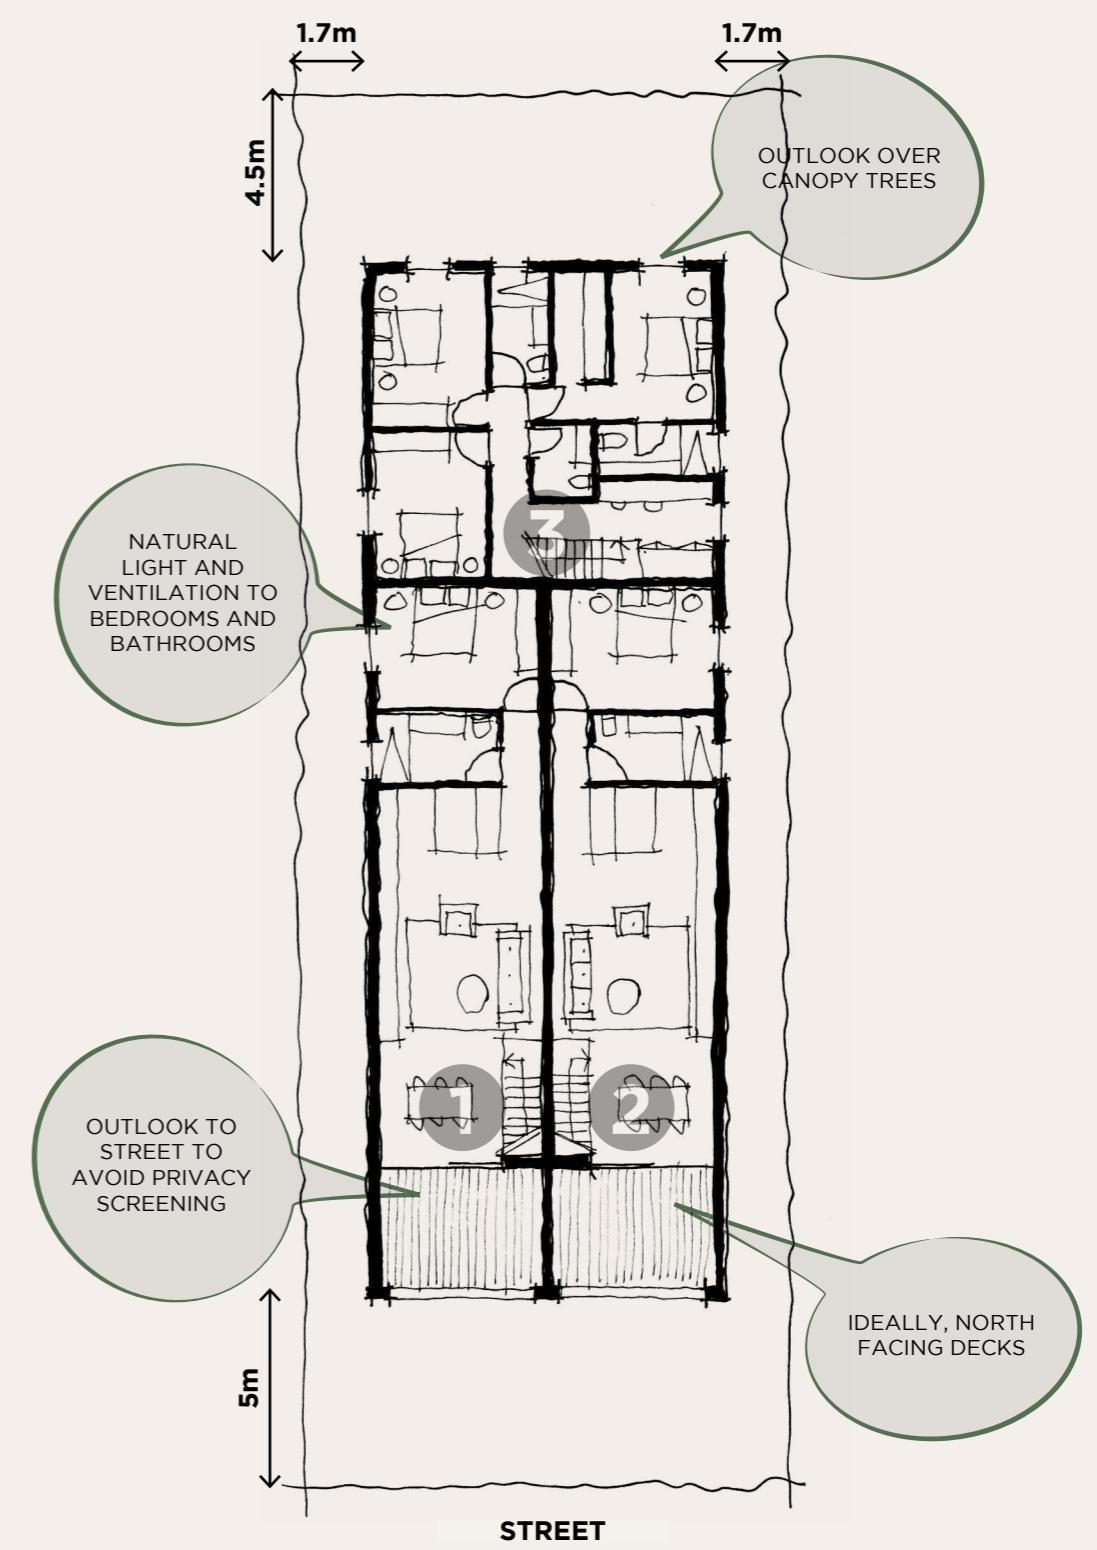 1.7m
1.7m
4.5m
OUTLOOK OVER
CANOPY TREES
3
NATURAL
LIGHT AND
VENTILATION TO
BEDROOMS AND
BATHROOMS
1
2
OUTLOOK TO
STREET TO
AVOID PRIVACY
SCREENING
IDEALLY, NORTH
FACING DECKS
5m
STREET